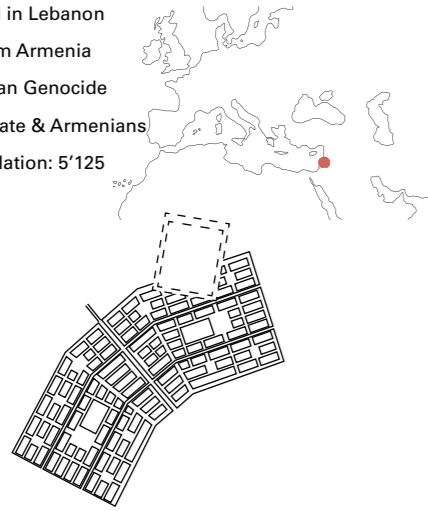 in Lebanon
m Armenia
an Genocide
ate & Armenians
lation: 5’125